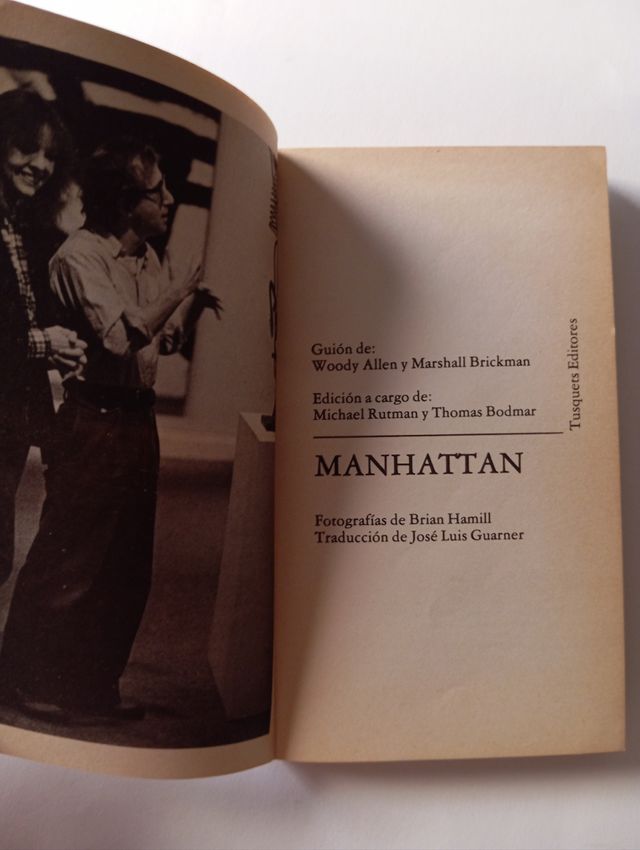 Guión de:
Woody Allen y Marshall Brickman
Edición a cargo de:
Michael Rutman y Thomas Bodmar
MANHATTAN
Fotografías de Brian Hamill
Traducción de José Luis Guarner
Tusquets Editores